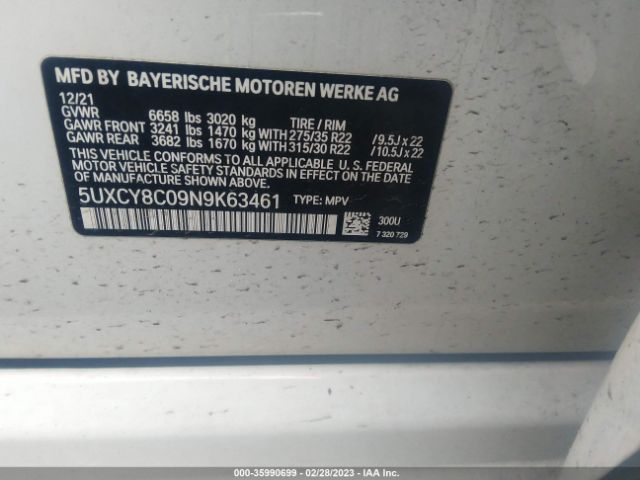 MFD BY BAYERISCHE MOTOREN WERKE AG
12/21
GVWR 6658 lbs 3020 kg TIRE / RIM
GAWR FRONT 3241 lbs 1470 kg WITH 275/35 R22 /9.5J x 22
GAWR REAR 3682 lbs 1670 kg WITH 315/30 R22 /10.5J x 22
THIS VEHICLE CONFORMS TO ALL APPLICABLE U. S. FEDERAL
MOTOR VEHICLE SAFETY STANDARDS IN EFFECT ON THE DATE
OF MANUFACTURE SHOWN ABOVE.
5UXCY8C09N9K63461 TYPE: MPV
300U
7 320 729
000-35990699 - 02/28/2023 - IAA Inc.